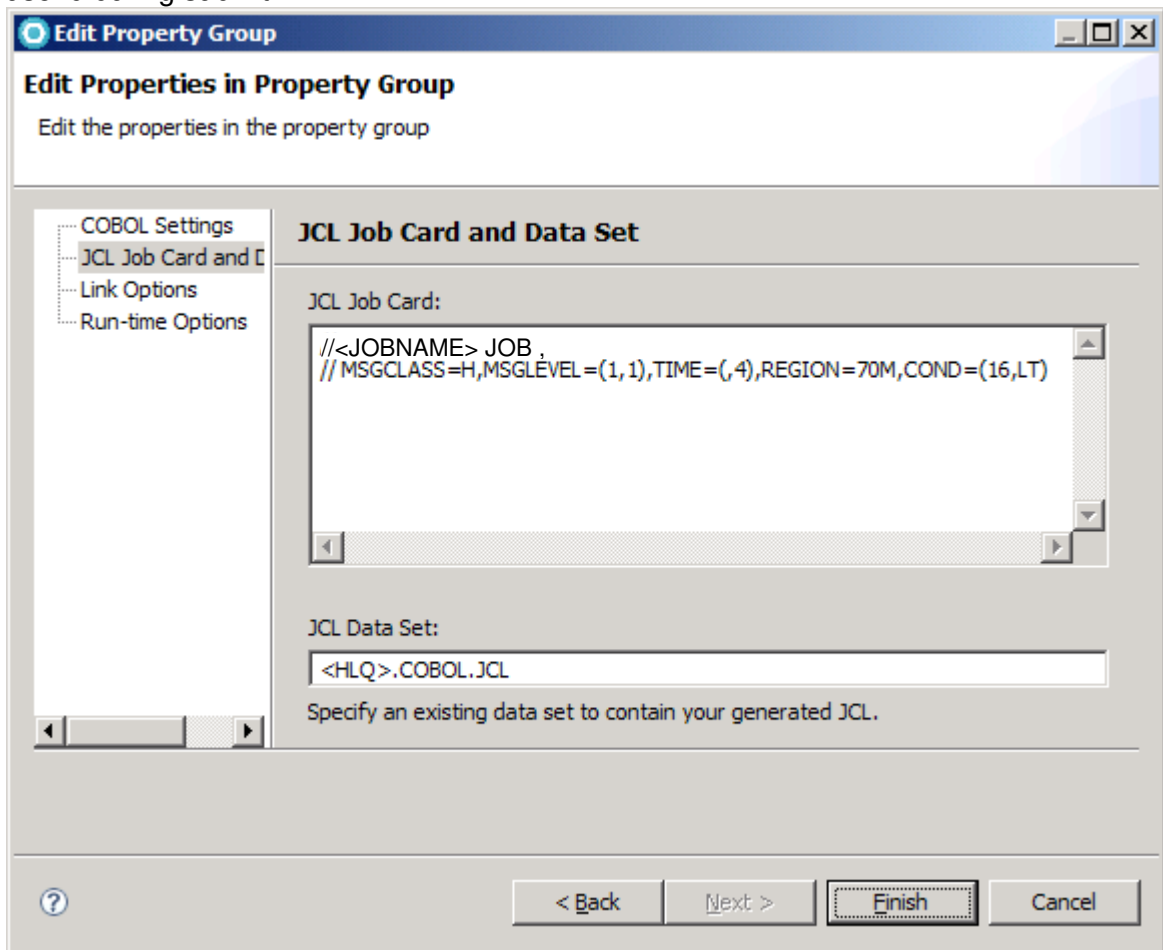 Edit Property Group
Edit Properties in Property Group
Edit the properties in the property group
COBOL Settings
JCL Job Card and D
Link Options
Run-time Options
JCL Job Card and Data Set
JCL Job Card:
//<JOBNAME> JOB ,
// MSGCLASS=H,MSGLEVEL=(1,1),TIME=(,4),REGION=70M,COND=(16,LT)
JCL Data Set:
<HLQ>.COBOL.JCL
Specify an existing data set to contain your generated JCL.
?
< Back
Next >
Finish
Cancel